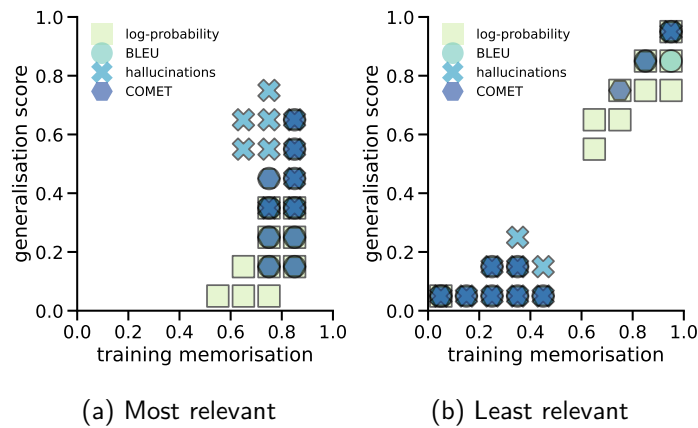 1.0
0.8
0.6
0.4
0.2
0.0
generalisation score
log-probability
BLEU
hallucinations
COMET
0.0 0.2 0.4 0.6 0.8 1.0
training memorisation
(a) Most relevant
1.0
0.8
0.6
0.4
0.2
0.0
generalisation score
log-probability
BLEU
hallucinations
COMET
0.0 0.2 0.4 0.6 0.8 1.0
training memorisation
(b) Least relevant